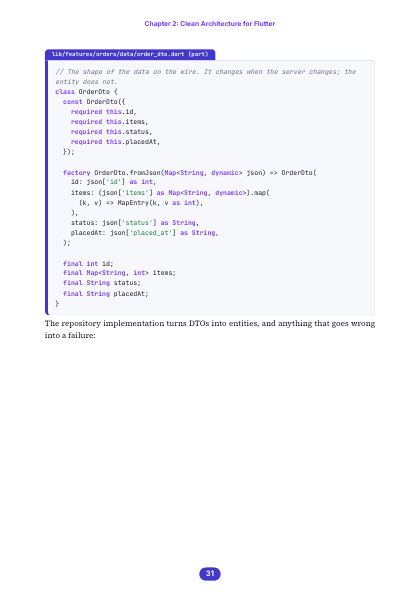 Chapter 2: Clean Architecture for Flutter
lib/features/orders/data/order_dto.dart (part)
// The shape of the data on the wire. It changes when the server changes; the
entity does not.
class OrderDto {
  const OrderDto({
    required this.id,
    required this.items,
    required this.status,
    required this.placedAt,
  });

  factory OrderDto.fromJson(Map<String, dynamic> json) => OrderDto(
    id: json['id'] as int,
    items: (json['items'] as Map<String, dynamic>).map(
      (k, v) => MapEntry(k, v as int),
    ),
    status: json['status'] as String,
    placedAt: json['placed_at'] as String,
  );

  final int id;
  final Map<String, int> items;
  final String status;
  final String placedAt;
}
The repository implementation turns DTOs into entities, and anything that goes wrong
into a failure:
31